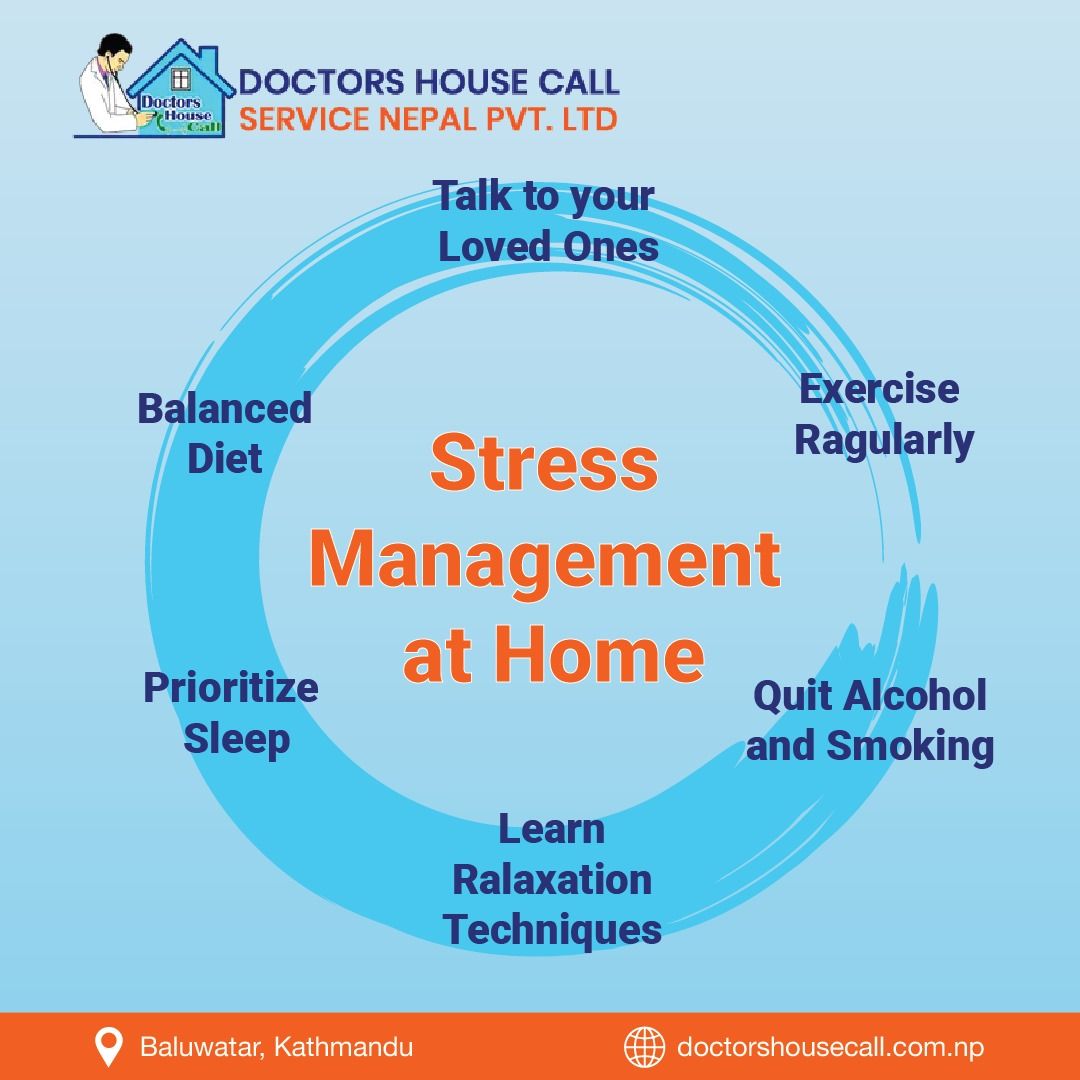 Doctors
House
Call
DOCTORS HOUSE CALL
SERVICE NEPAL PVT. LTD
Talk to your
Loved Ones
Exercise
Ragularly
Balanced
Diet
Stress
Management
at Home
Prioritize
Sleep
Quit Alcohol
and Smoking
Learn
Ralaxation
Techniques
Baluwatar, Kathmandu
doctorshousecall.com.np